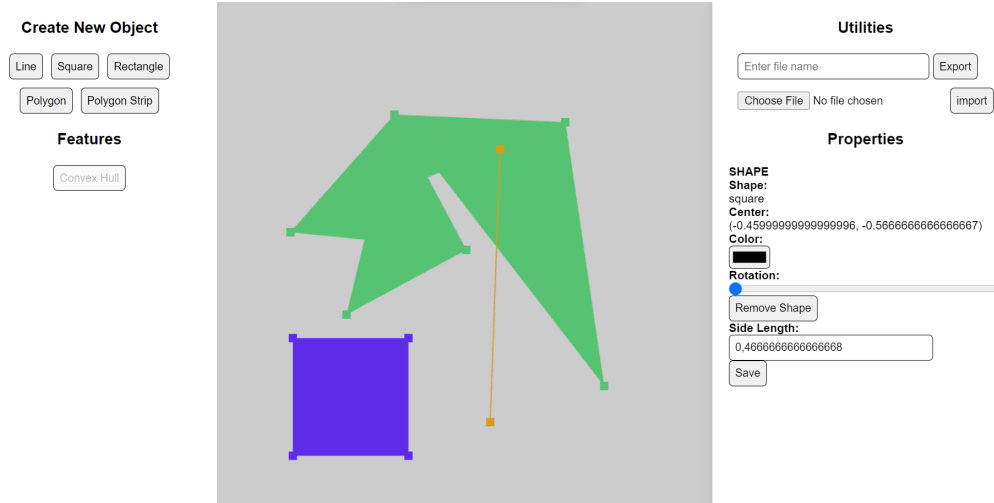 Create New Object
Line Square Rectangle
Polygon Polygon Strip
Features
Convex Hull
Utilities
Enter file name Export
Choose File No file chosen import
Properties
SHAPE
Shape:
square
Center:
(-0.45999999999999996, -0.5666666666666667)
Color:
Rotation:
Remove Shape
Side Length:
0,4666666666666668
Save